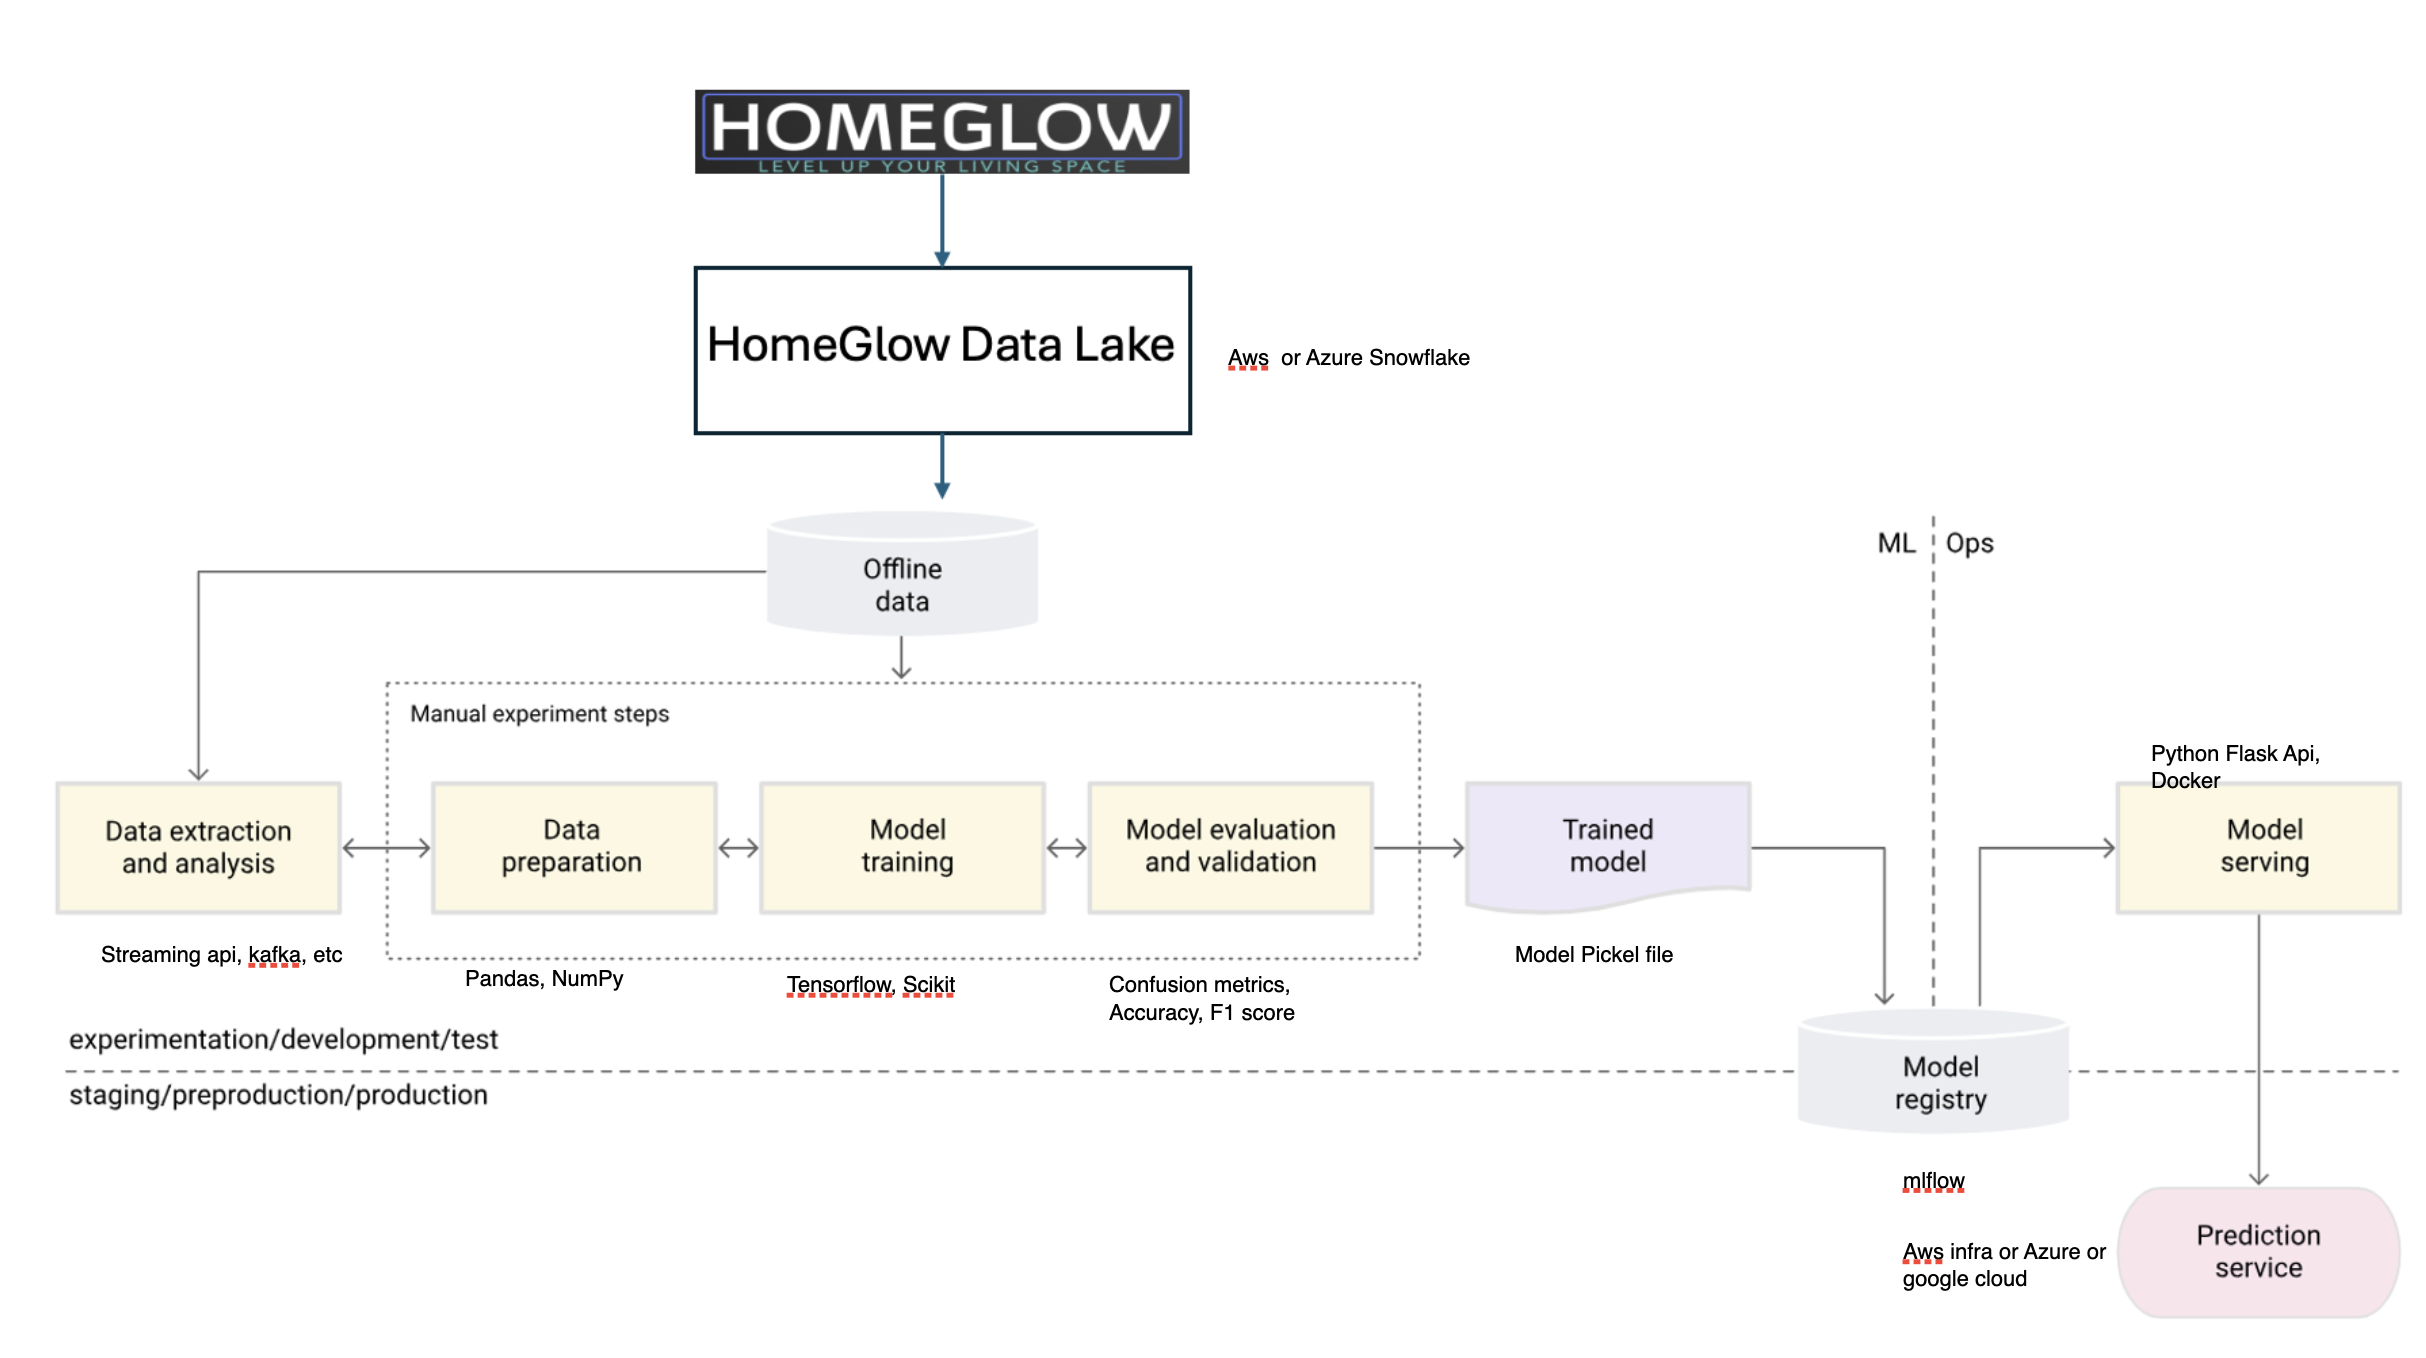 HOMEGLOW
LEVEL UP YOUR LIVING SPACE
HomeGlow Data Lake
Aws  or Azure Snowflake
Offline
data
ML
Ops
Manual experiment steps
Python Flask Api,
Docker
Data extraction
and analysis
Data
preparation
Model
training
Model evaluation
and validation
Trained
model
Model
serving
Streaming api, kafka, etc
Pandas, NumPy
Tensorflow, Scikit
Confusion metrics,
Accuracy, F1 score
Model Pickel file
experimentation/development/test
staging/preproduction/production
Model
registry
mlflow
Aws infra or Azure or
google cloud
Prediction
service